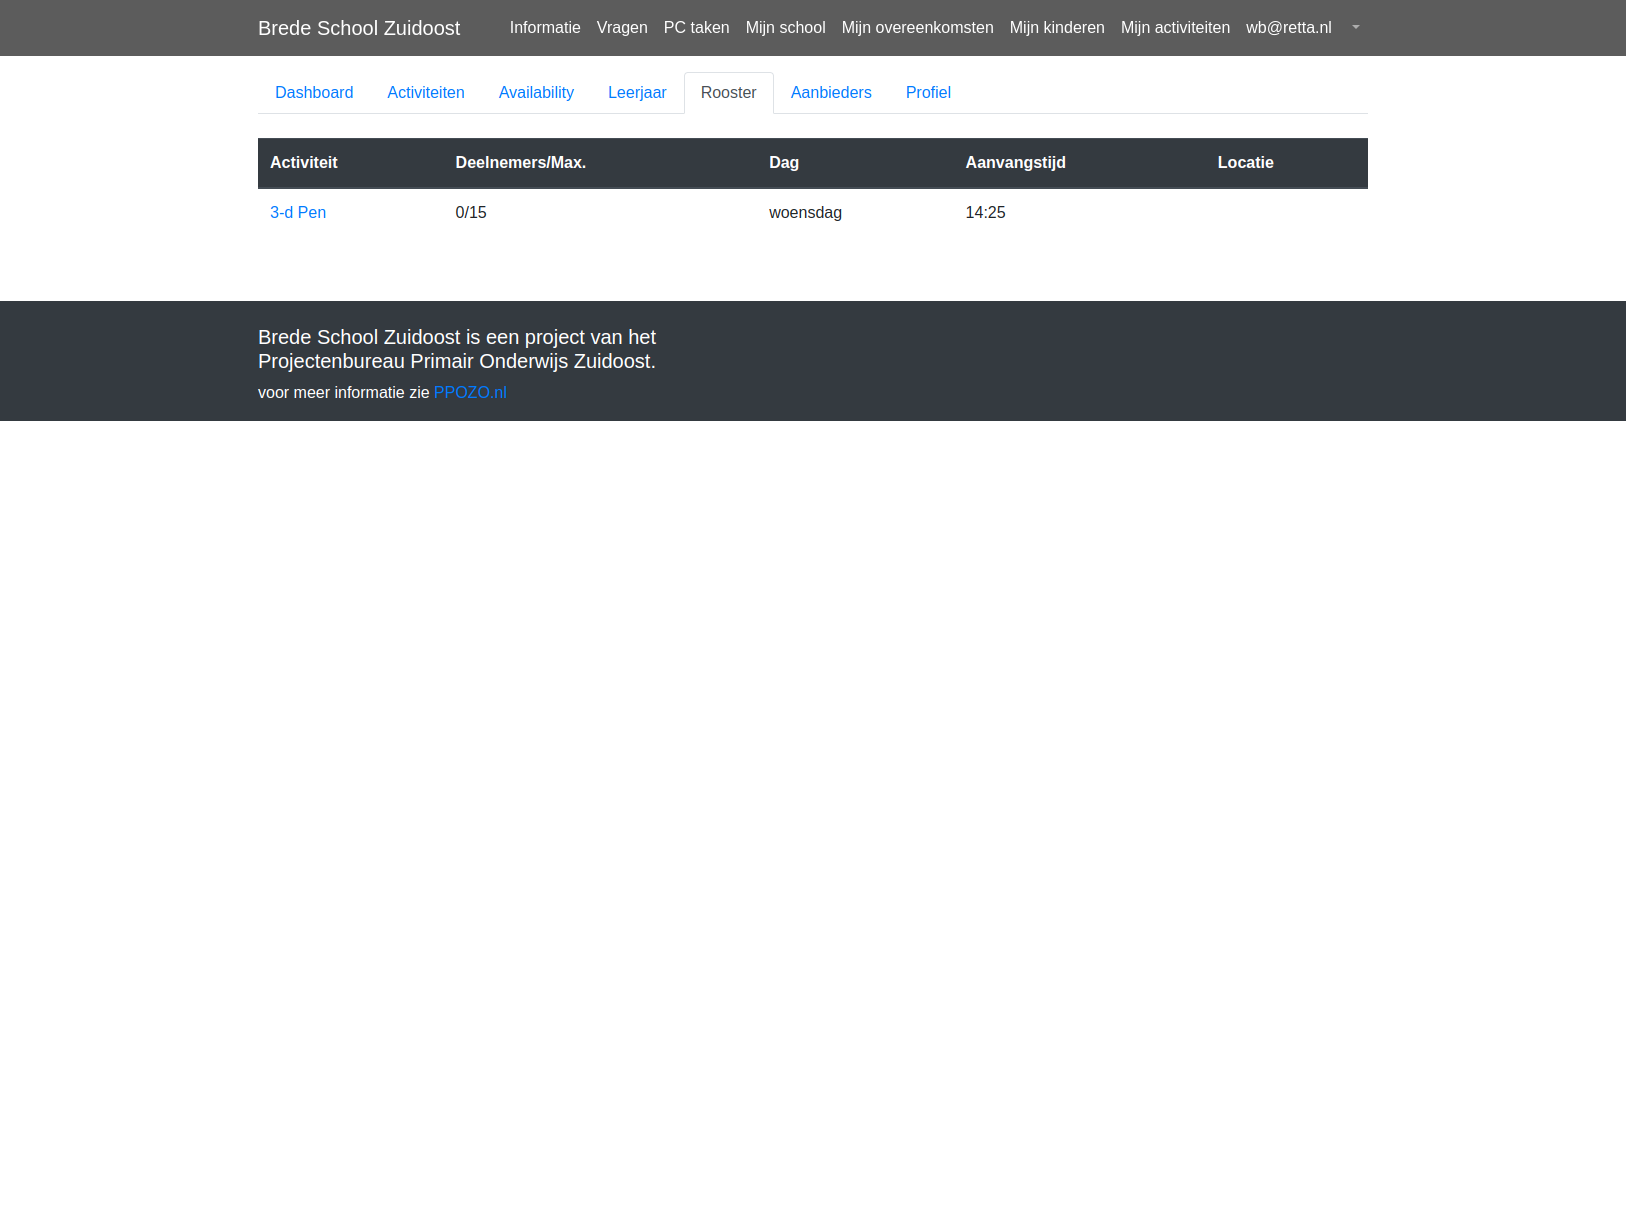 Brede School Zuidoost Informatie Vragen PC taken Mijn school Mijn overeenkomsten Mijn kinderen Mijn activiteiten wb@retta.nl
Dashboard Activiteiten Availability Leerjaar Rooster Aanbieders Profiel
Activiteit Deelnemers/Max. Dag Aanvangstijd Locatie
3-d Pen 0/15 woensdag 14:25
Brede School Zuidoost is een project van het
Projectenbureau Primair Onderwijs Zuidoost.
voor meer informatie zie PPOZO.nl